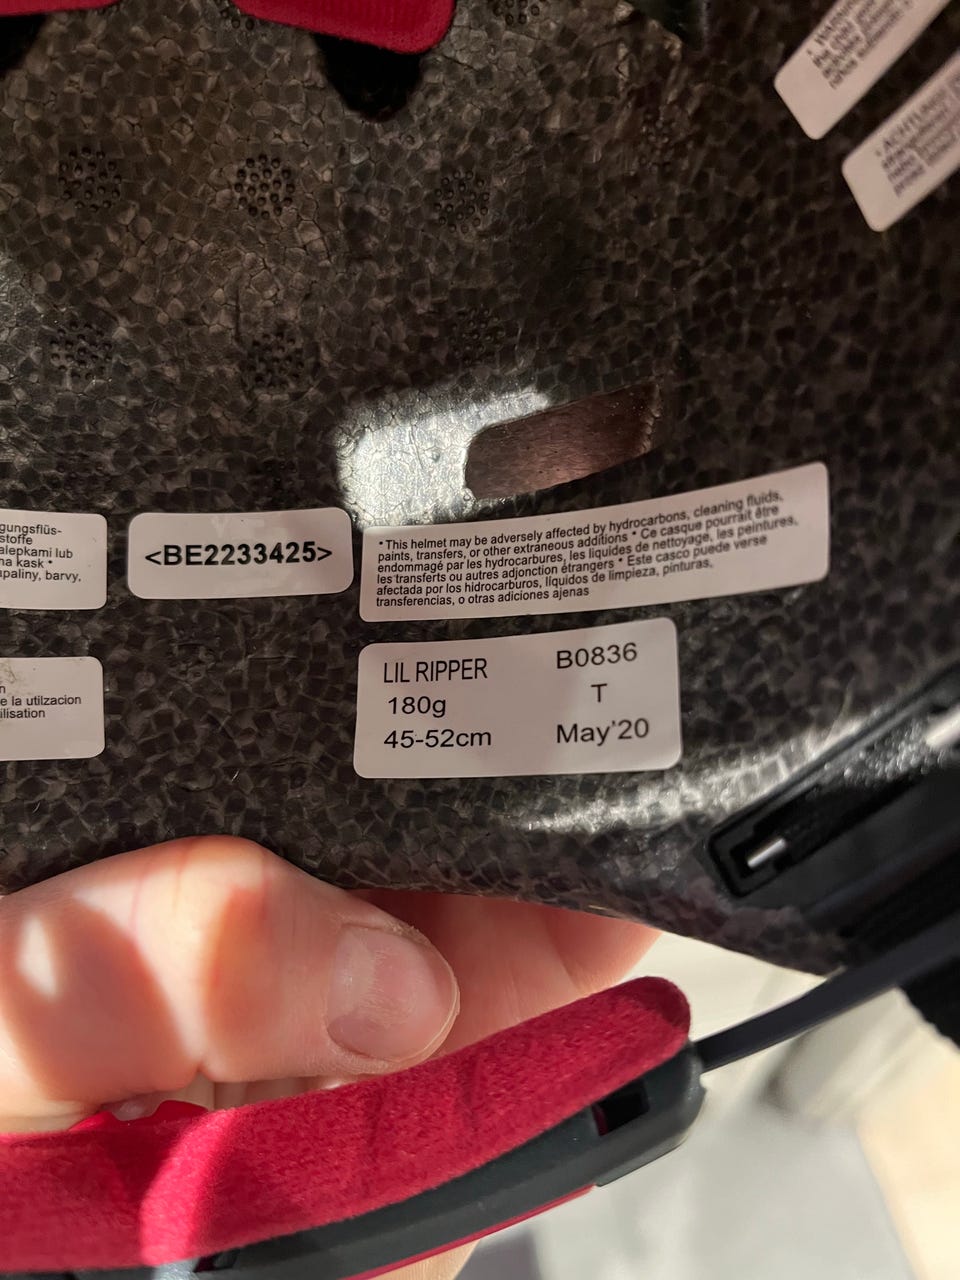 ACHTUNG!
gungsflüs-
stoffe
alepkami lub
na kask •
apaliny, barvy,
<BE2233425>
•This helmet may be adversely affected by hydrocarbons, cleaning fluids,
paints, transfers, or other extraneous additions • Ce casque pourrait être
endommagé par les hydrocarbures, les liquides de nettoyage, les peintures,
les transferts ou autres adjonction étrangers • Este casco puede verse
afectada por los hidrocarburos, líquidos de limpieza, pinturas,
transferencias, o otras adiciones ajenas
n
e la utilzacion
ilisation
LIL RIPPER
180g
45-52cm
B0836
T
May'20